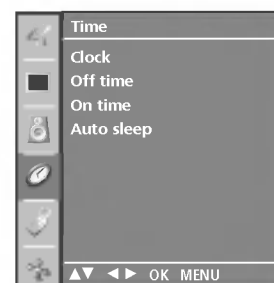 Time
Clock
Off time
On time
Auto sleep
▲▼ ◄► OK MENU